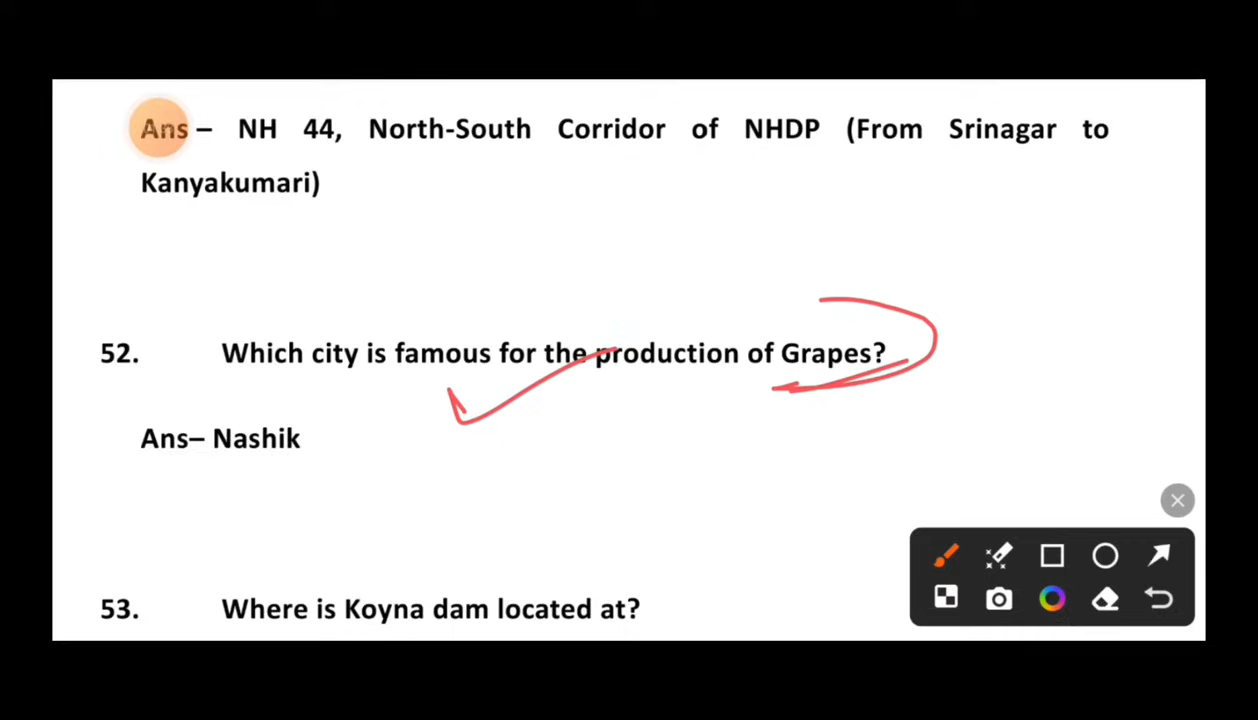 Ans – NH 44, North-South Corridor of NHDP (From Srinagar to
Kanyakumari)
52. Which city is famous for the production of Grapes?
Ans– Nashik
53. Where is Koyna dam located at?